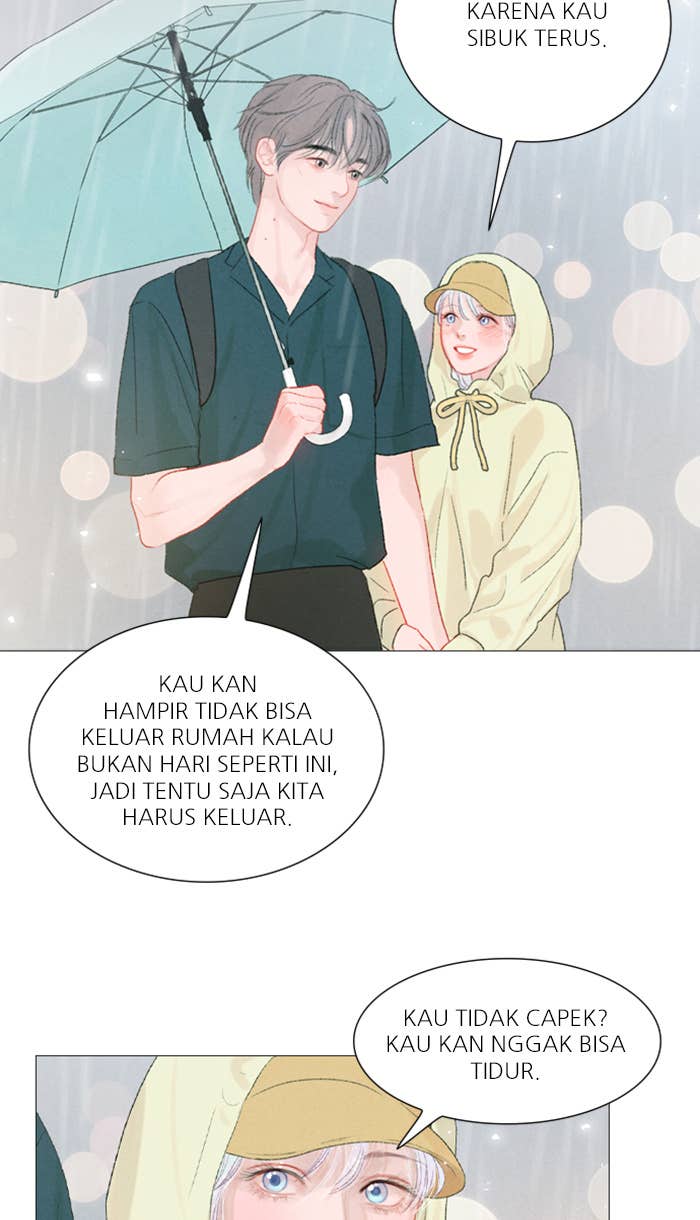 KARENA KAU
SIBUK TERUS.
KAU KAN
HAMPIR TIDAK BISA
KELUAR RUMAH KALAU
BUKAN HARI SEPERTI INI,
JADI TENTU SAJA KITA
HARUS KELUAR.
KAU TIDAK CAPEK?
KAU KAN NGGAK BISA
TIDUR.